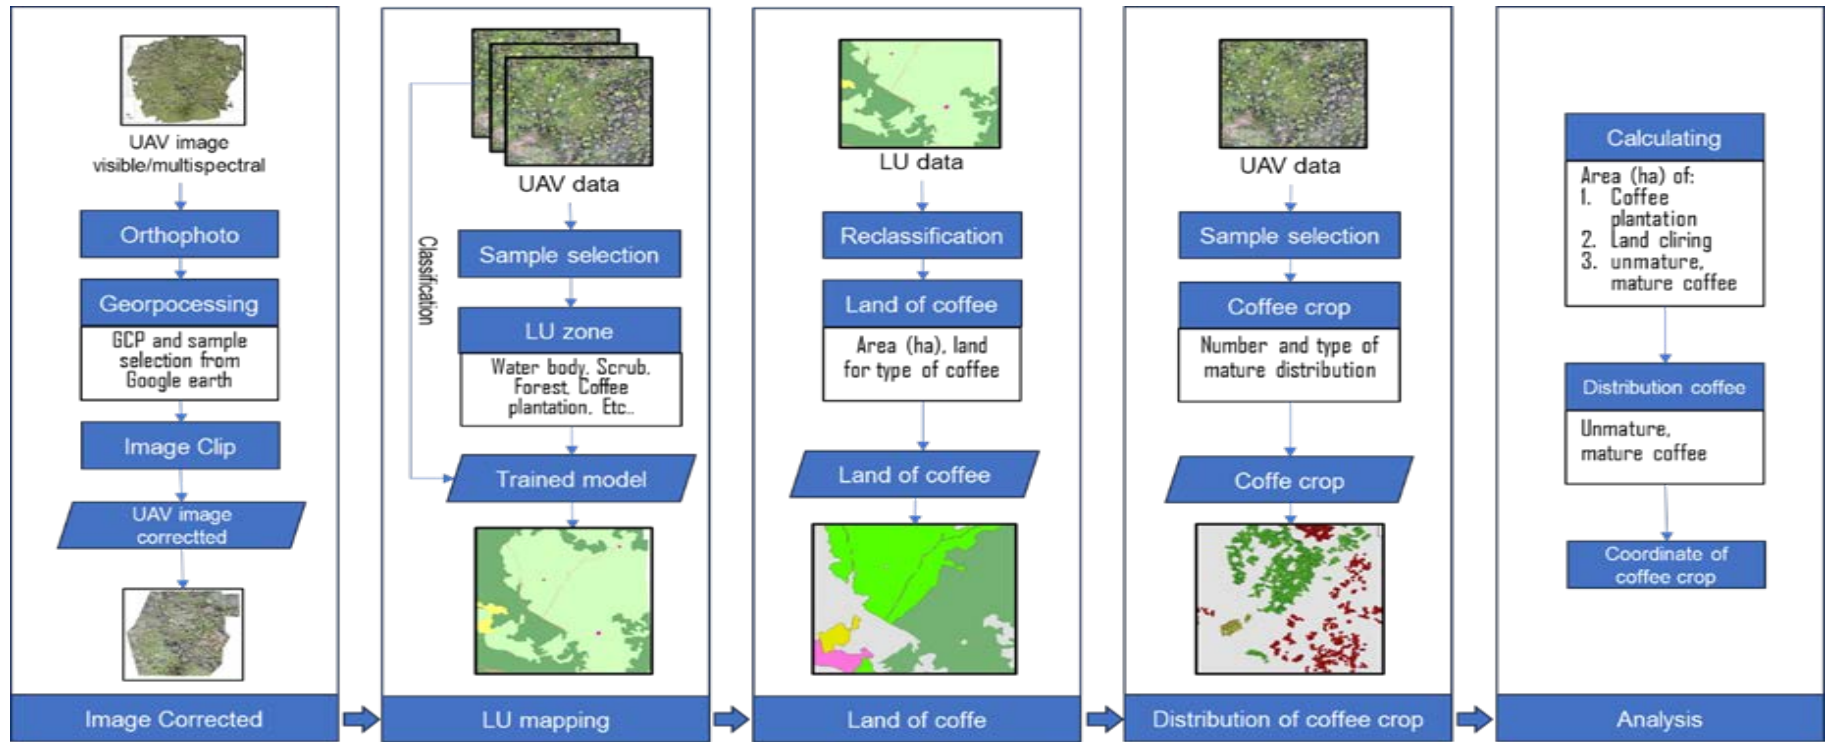 UAV image
visible/multispectral
Orthophoto
Georpocessing
GCP and sample
selection from
Google earth
Image Clip
UAV image
correctted
Image Corrected
UAV data
Classification
Sample selection
LU zone
Water body, Scrub,
Forest, Coffee
plantation, Etc..
Trained model
LU mapping
LU data
Reclassification
Land of coffee
Area (ha), land
for type of coffee
Land of coffee
Land of coffe
UAV data
Sample selection
Coffee crop
Number and type of
mature distribution
Coffe crop
Distribution of coffee crop
Calculating
Area (ha) of:
1. Coffee
plantation
2. Land cliring
3. unmature,
mature coffee
Distribution coffee
Unmature,
mature coffee
Coordinate of
coffee crop
Analysis